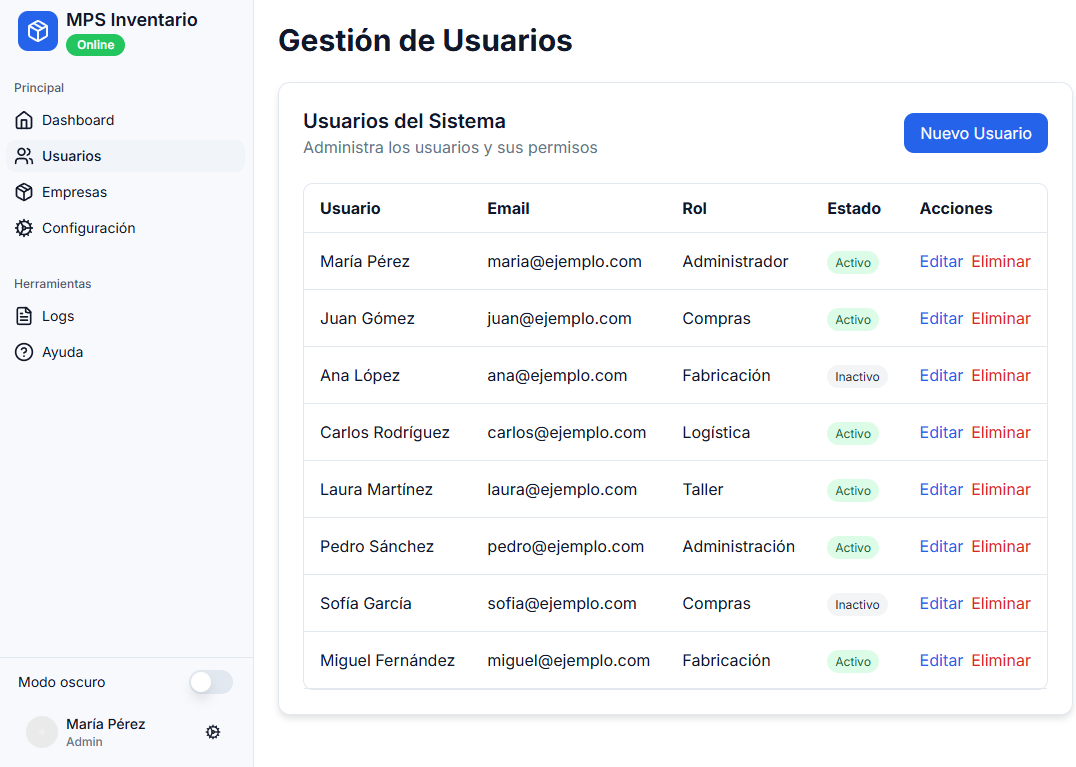 MPS Inventario
Online
Principal
Dashboard
Usuarios
Empresas
Configuración
Herramientas
Logs
Ayuda
Modo oscuro
María Pérez
Admin
Gestión de Usuarios
Usuarios del Sistema
Administra los usuarios y sus permisos
Nuevo Usuario
Usuario Email Rol Estado Acciones
María Pérez maria@ejemplo.com Administrador Activo Editar Eliminar
Juan Gómez juan@ejemplo.com Compras Activo Editar Eliminar
Ana López ana@ejemplo.com Fabricación Inactivo Editar Eliminar
Carlos Rodríguez carlos@ejemplo.com Logística Activo Editar Eliminar
Laura Martínez laura@ejemplo.com Taller Activo Editar Eliminar
Pedro Sánchez pedro@ejemplo.com Administración Activo Editar Eliminar
Sofía García sofia@ejemplo.com Compras Inactivo Editar Eliminar
Miguel Fernández miguel@ejemplo.com Fabricación Activo Editar Eliminar